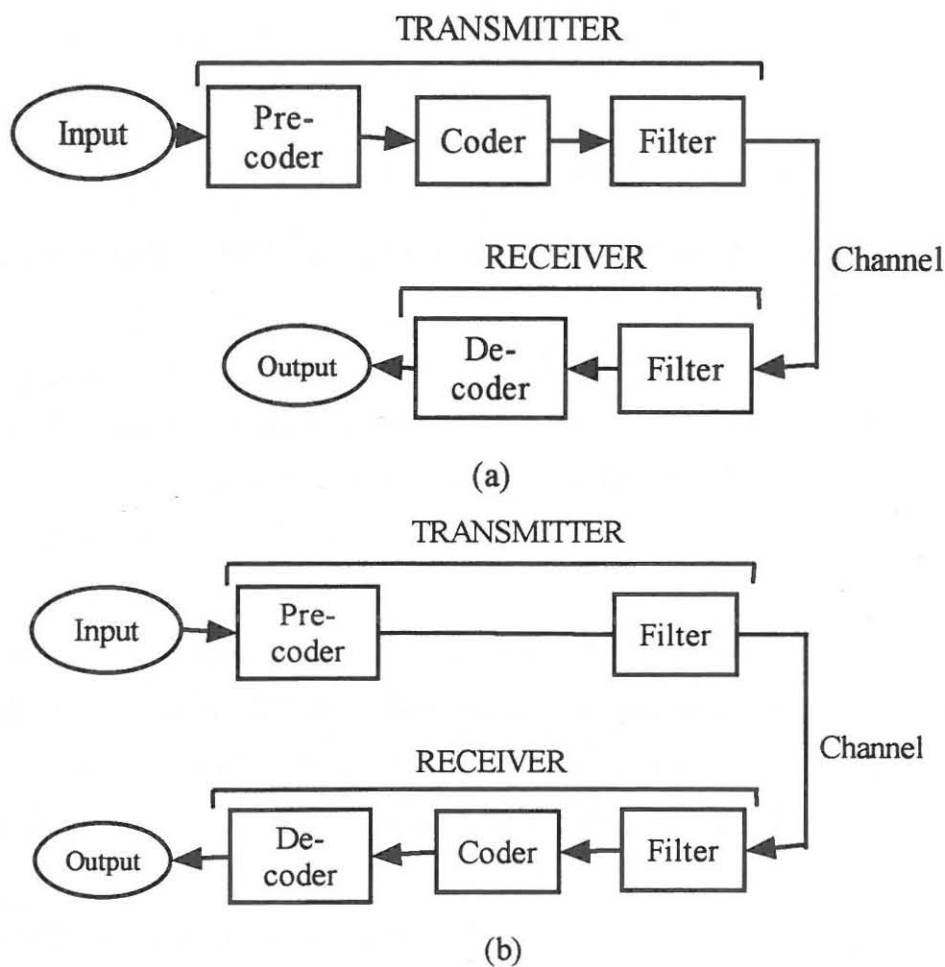 TRANSMITTER
Input
Pre-
coder
Coder
Filter
Channel
RECEIVER
Output
De-
coder
Filter
(a)
TRANSMITTER
Input
Pre-
coder
Filter
Channel
RECEIVER
Output
De-
coder
Coder
Filter
(b)